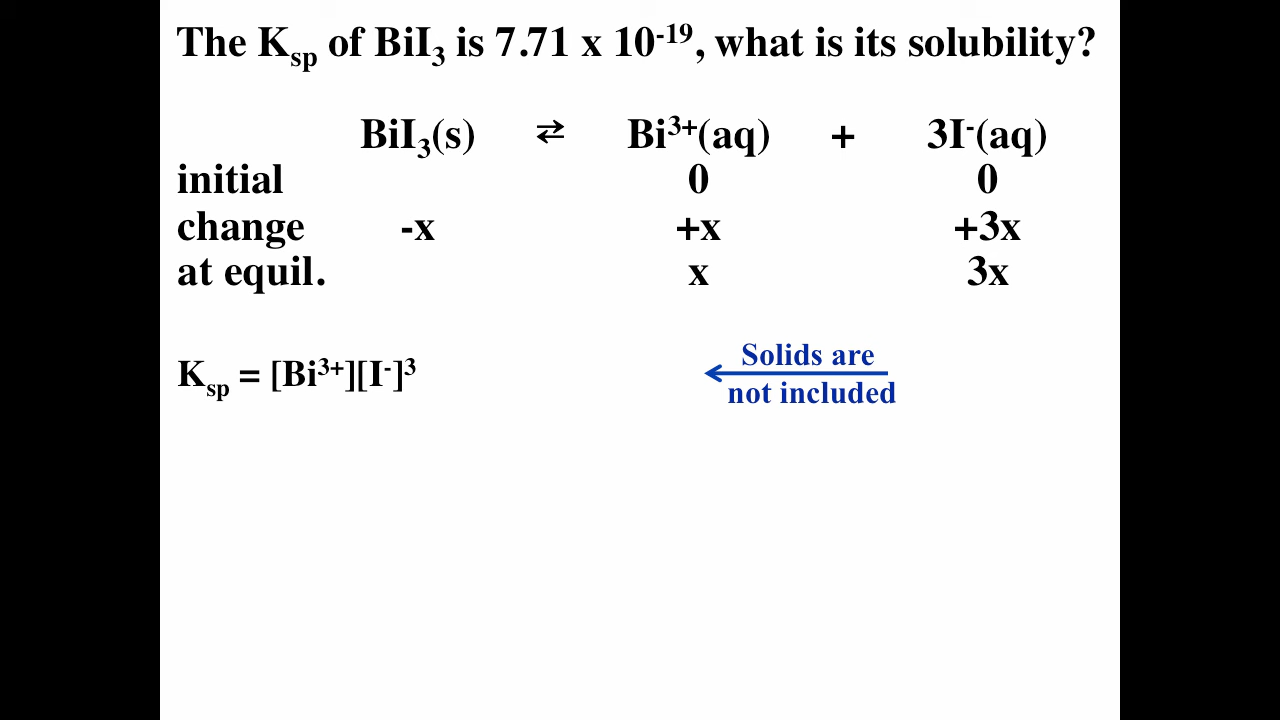 The Ksp of BiI3 is 7.71 x 10-19, what is its solubility?
BiI3(s) ⇄ Bi3+(aq) + 3I-(aq)
initial 0 0
change -x +x +3x
at equil. x 3x
Ksp = [Bi3+][I-]3
Solids are
not included